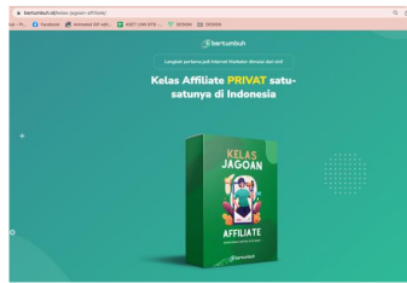 bertumbuh.id/kelas-jagoan-affiliate/
Facebook
DESIGN
bertumbuh
Langkah pertama jadi Internet Marketer dimulai dari sini!
Kelas Affiliate PRIVAT satu-
satunya di Indonesia
KELAS
JAGOAN
AFFILIATE
bertumbuh